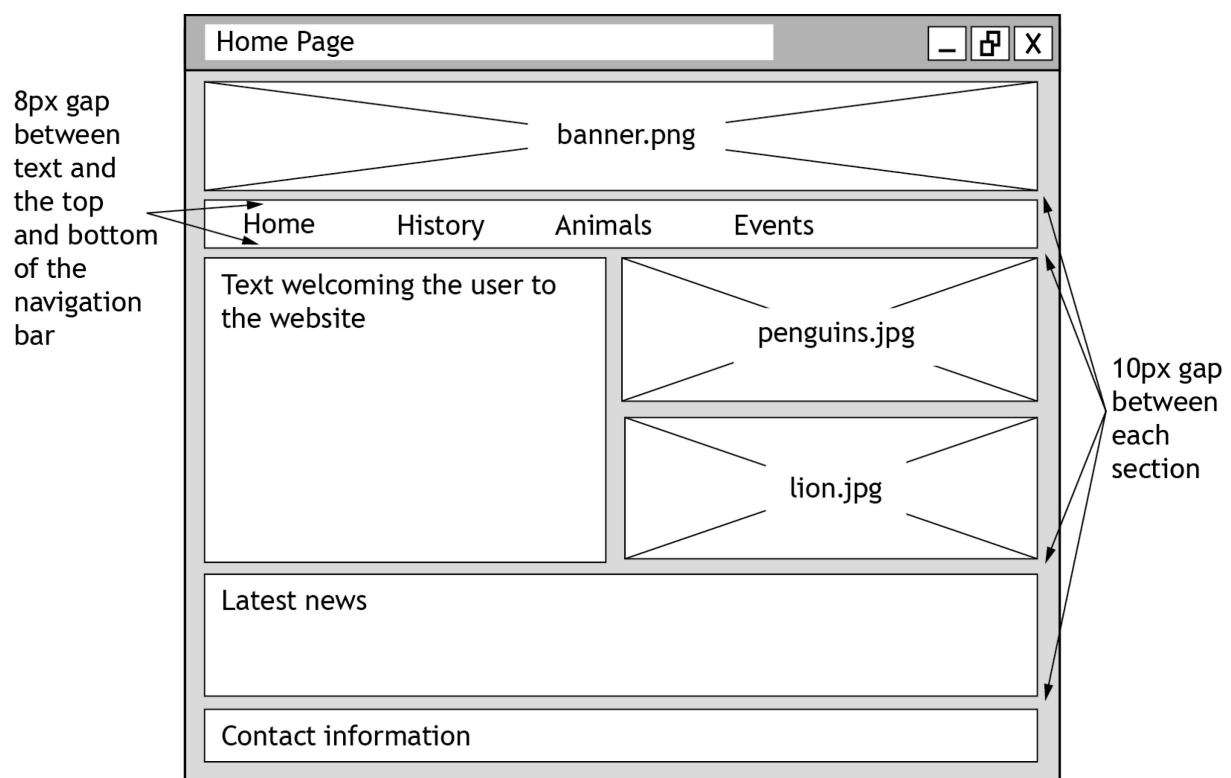 Home Page
X
banner.png
8px gap
between
text and
the top
and bottom
of the
navigation
bar
Home History Animals Events
Text welcoming the user to
the website
penguins.jpg
lion.jpg
10px gap
between
each
section
Latest news
Contact information